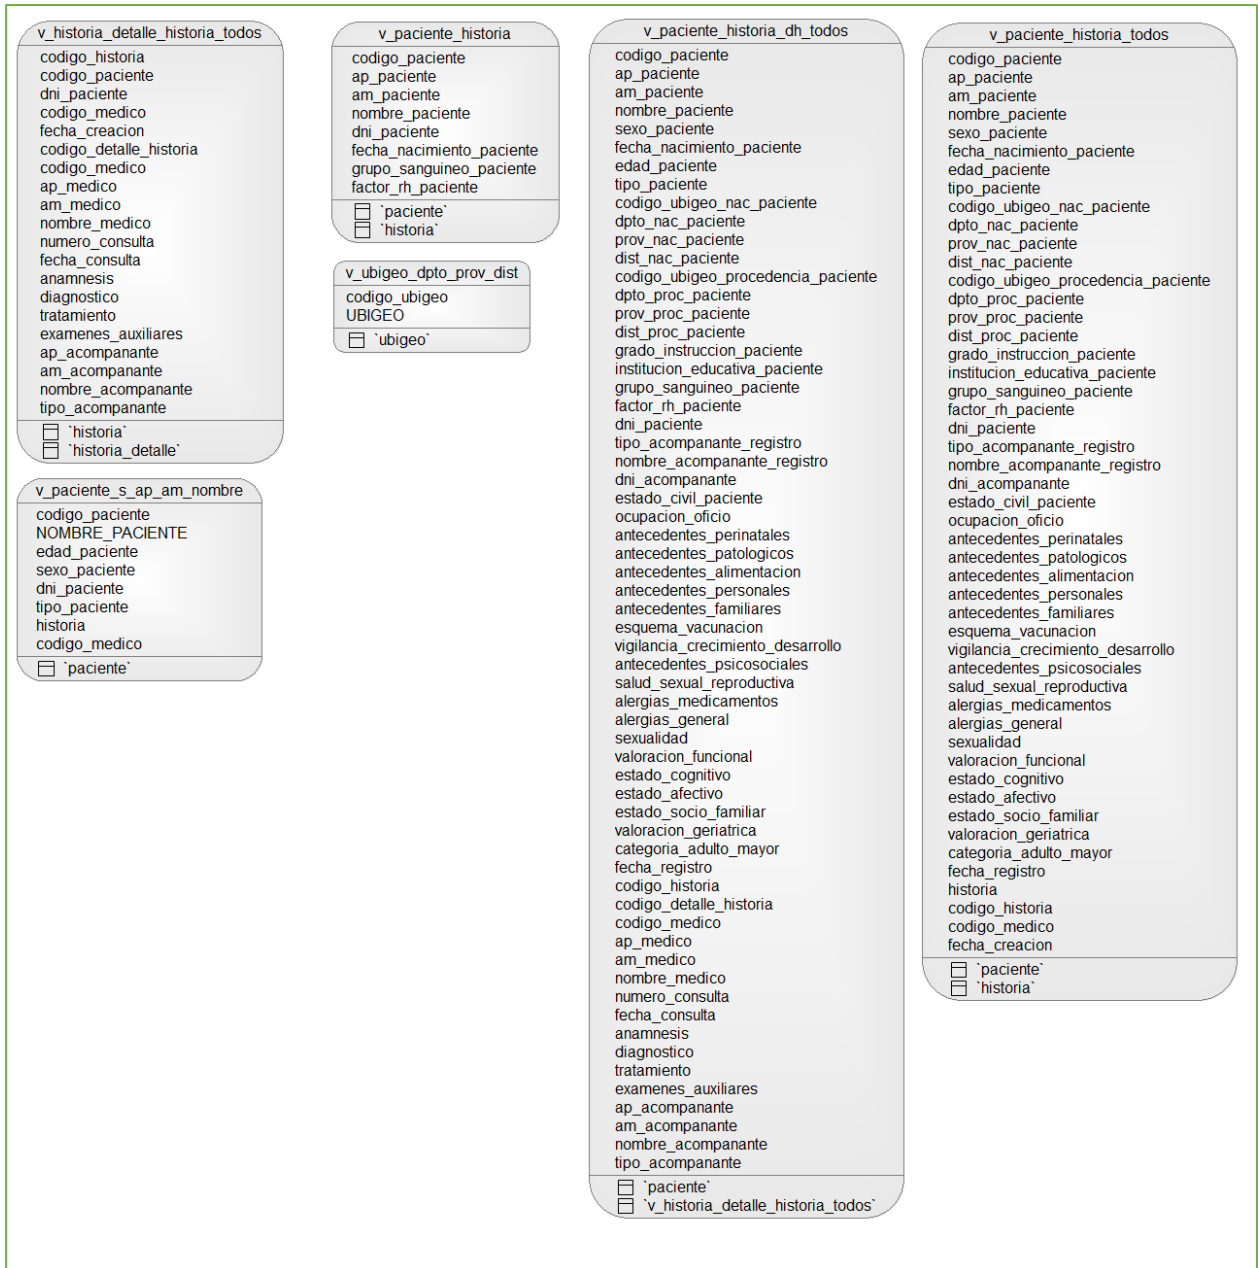 v_historia_detalle_historia_todos
codigo_historia
codigo_paciente
dni_paciente
codigo_medico
fecha_creacion
codigo_detalle_historia
codigo_medico
ap_medico
am_medico
nombre_medico
numero_consulta
fecha_consulta
anamnesis
diagnostico
tratamiento
examenes_auxiliares
ap_acompanante
am_acompanante
nombre_acompanante
tipo_acompanante
`historia`
`historia_detalle`
v_paciente_s_ap_am_nombre
codigo_paciente
NOMBRE_PACIENTE
edad_paciente
sexo_paciente
dni_paciente
tipo_paciente
historia
codigo_medico
`paciente`
v_paciente_historia
codigo_paciente
ap_paciente
am_paciente
nombre_paciente
dni_paciente
fecha_nacimiento_paciente
grupo_sanguineo_paciente
factor_rh_paciente
`paciente`
`historia`
v_ubigeo_dpto_prov_dist
codigo_ubigeo
UBIGEO
`ubigeo`
v_paciente_historia_dh_todos
codigo_paciente
ap_paciente
am_paciente
nombre_paciente
sexo_paciente
fecha_nacimiento_paciente
edad_paciente
tipo_paciente
codigo_ubigeo_nac_paciente
dpto_nac_paciente
prov_nac_paciente
dist_nac_paciente
codigo_ubigeo_procedencia_paciente
dpto_proc_paciente
prov_proc_paciente
dist_proc_paciente
grado_instruccion_paciente
institucion_educativa_paciente
grupo_sanguineo_paciente
factor_rh_paciente
dni_paciente
tipo_acompanante_registro
nombre_acompanante_registro
dni_acompanante
estado_civil_paciente
ocupacion_oficio
antecedentes_perinatales
antecedentes_patologicos
antecedentes_alimentacion
antecedentes_personales
antecedentes_familiares
esquema_vacunacion
vigilancia_crecimiento_desarrollo
antecedentes_psicosociales
salud_sexual_reproductiva
alergias_medicamentos
alergias_general
sexualidad
valoracion_funcional
estado_cognitivo
estado_afectivo
estado_socio_familiar
valoracion_geriatrica
categoria_adulto_mayor
fecha_registro
codigo_historia
codigo_detalle_historia
codigo_medico
ap_medico
am_medico
nombre_medico
numero_consulta
fecha_consulta
anamnesis
diagnostico
tratamiento
examenes_auxiliares
ap_acompanante
am_acompanante
nombre_acompanante
tipo_acompanante
`paciente`
`v_historia_detalle_historia_todos`
v_paciente_historia_todos
codigo_paciente
ap_paciente
am_paciente
nombre_paciente
sexo_paciente
fecha_nacimiento_paciente
edad_paciente
tipo_paciente
codigo_ubigeo_nac_paciente
dpto_nac_paciente
prov_nac_paciente
dist_nac_paciente
codigo_ubigeo_procedencia_paciente
dpto_proc_paciente
prov_proc_paciente
dist_proc_paciente
grado_instruccion_paciente
institucion_educativa_paciente
grupo_sanguineo_paciente
factor_rh_paciente
dni_paciente
tipo_acompanante_registro
nombre_acompanante_registro
dni_acompanante
estado_civil_paciente
ocupacion_oficio
antecedentes_perinatales
antecedentes_patologicos
antecedentes_alimentacion
antecedentes_personales
antecedentes_familiares
esquema_vacunacion
vigilancia_crecimiento_desarrollo
antecedentes_psicosociales
salud_sexual_reproductiva
alergias_medicamentos
alergias_general
sexualidad
valoracion_funcional
estado_cognitivo
estado_afectivo
estado_socio_familiar
valoracion_geriatrica
categoria_adulto_mayor
fecha_registro
historia
codigo_historia
codigo_medico
fecha_creacion
`paciente`
`historia`